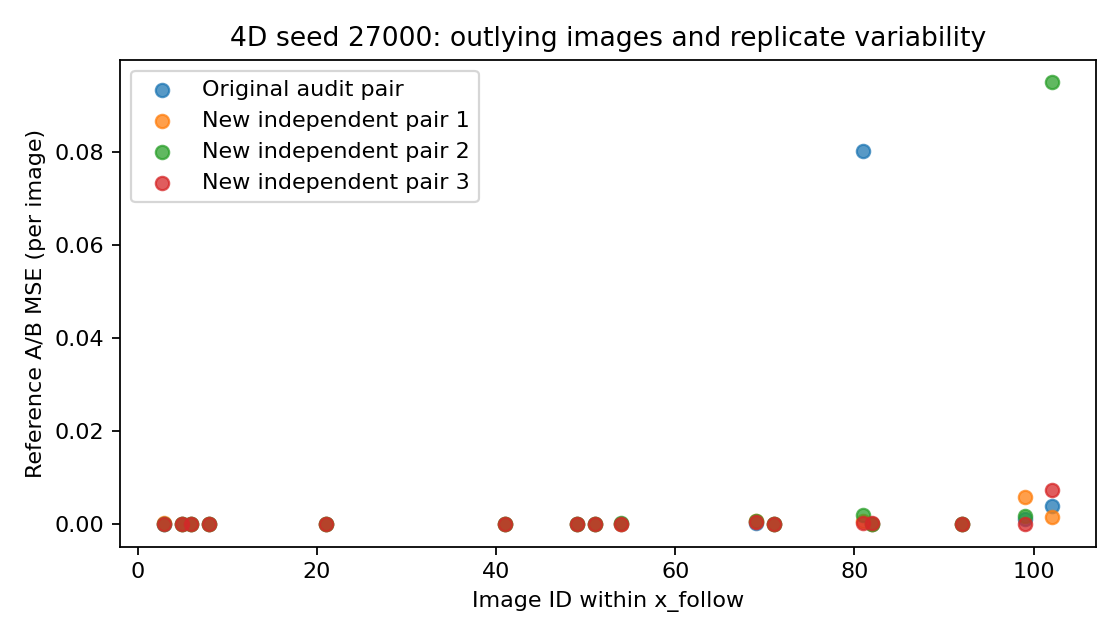 4D seed 27000: outlying images and replicate variability
Original audit pair
New independent pair 1
New independent pair 2
New independent pair 3
Reference A/B MSE (per image)
0.08
0.06
0.04
0.02
0.00
0 20 40 60 80 100
Image ID within x_follow